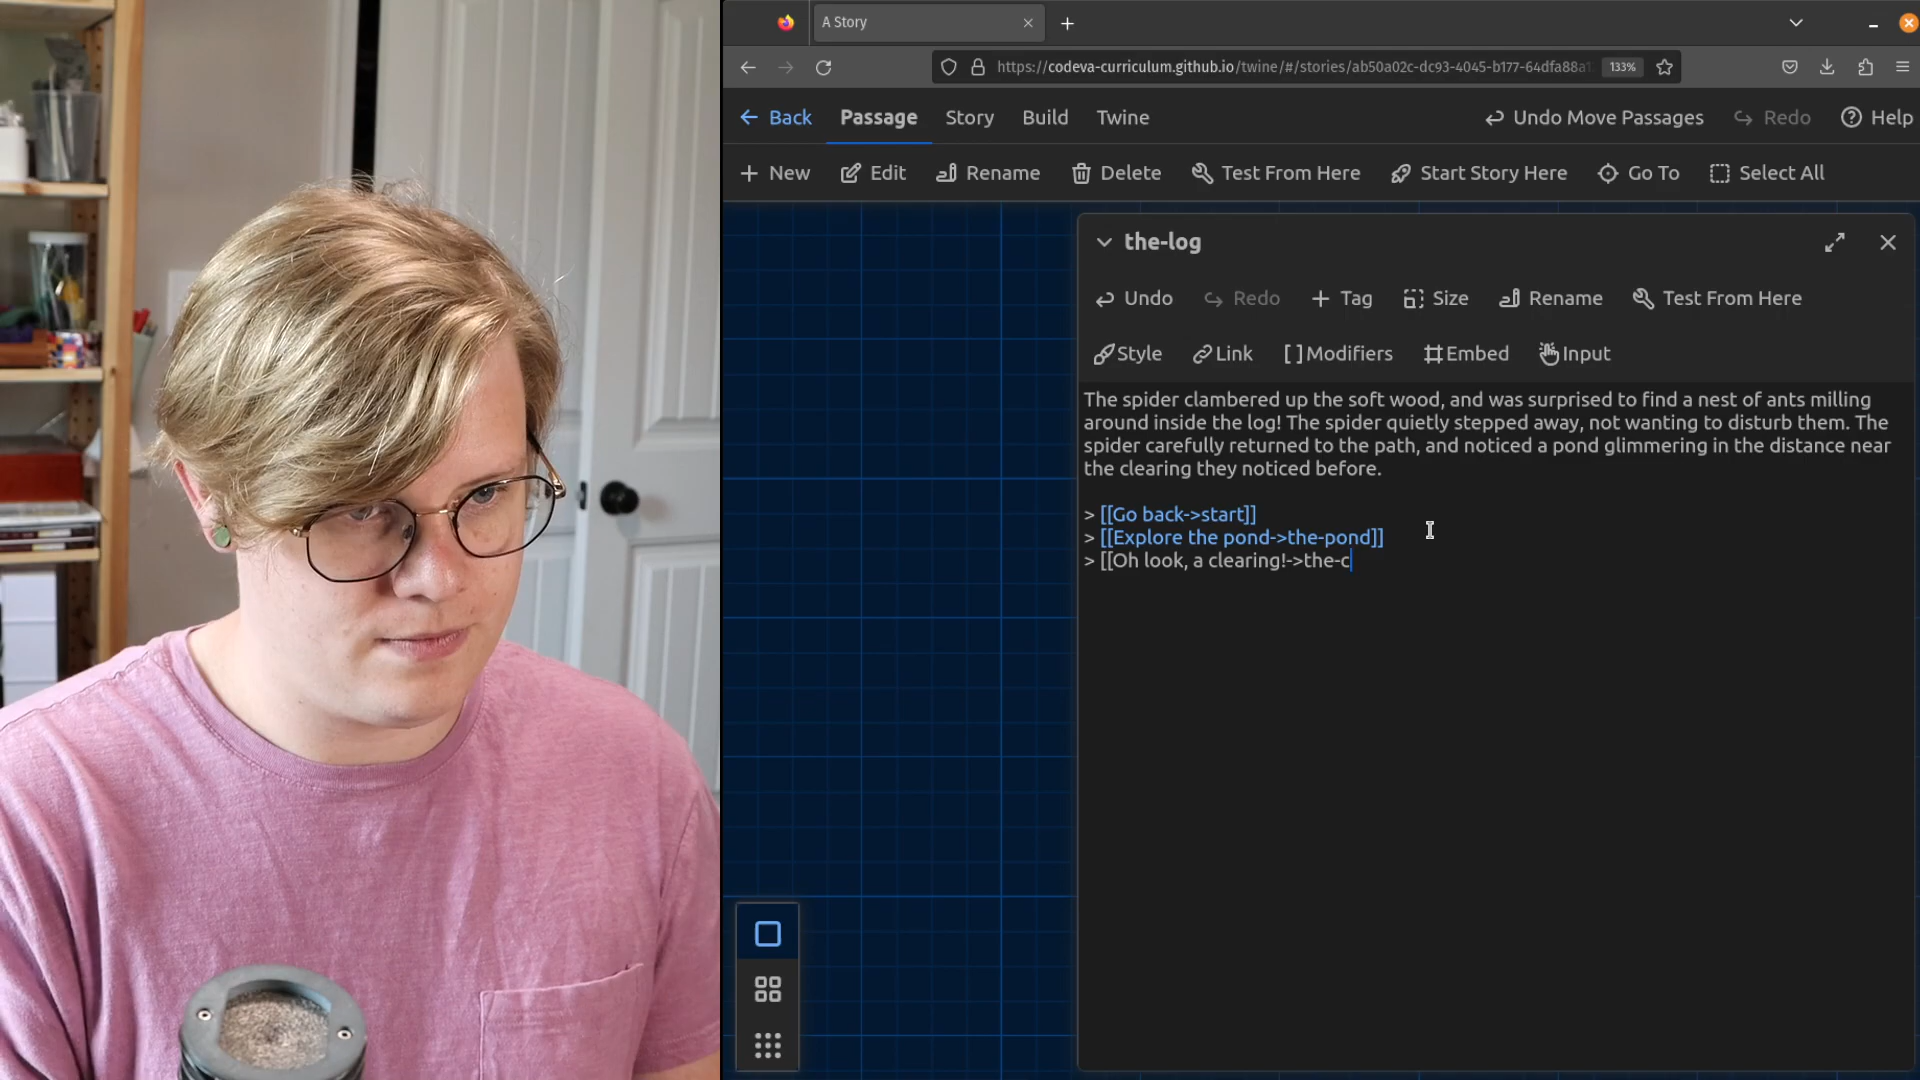 A Story
https://codeva-curriculum.github.io/twine/#/stories/ab50a02c-dc93-4045-b177-64dfa88a1
133%
Back
Passage
Story
Build
Twine
Undo Move Passages
Redo
Help
New
Edit
Rename
Delete
Test From Here
Start Story Here
Go To
Select All
the-log
Undo
Redo
+ Tag
Size
Rename
Test From Here
Style
Link
[ ] Modifiers
Embed
Input
The spider clambered up the soft wood, and was surprised to find a nest of ants milling
around inside the log! The spider quietly stepped away, not wanting to disturb them. The
spider carefully returned to the path, and noticed a pond glimmering in the distance near
the clearing they noticed before.
> [[Go back->start]]
> [[Explore the pond->the-pond]]
> [[Oh look, a clearing!->the-c